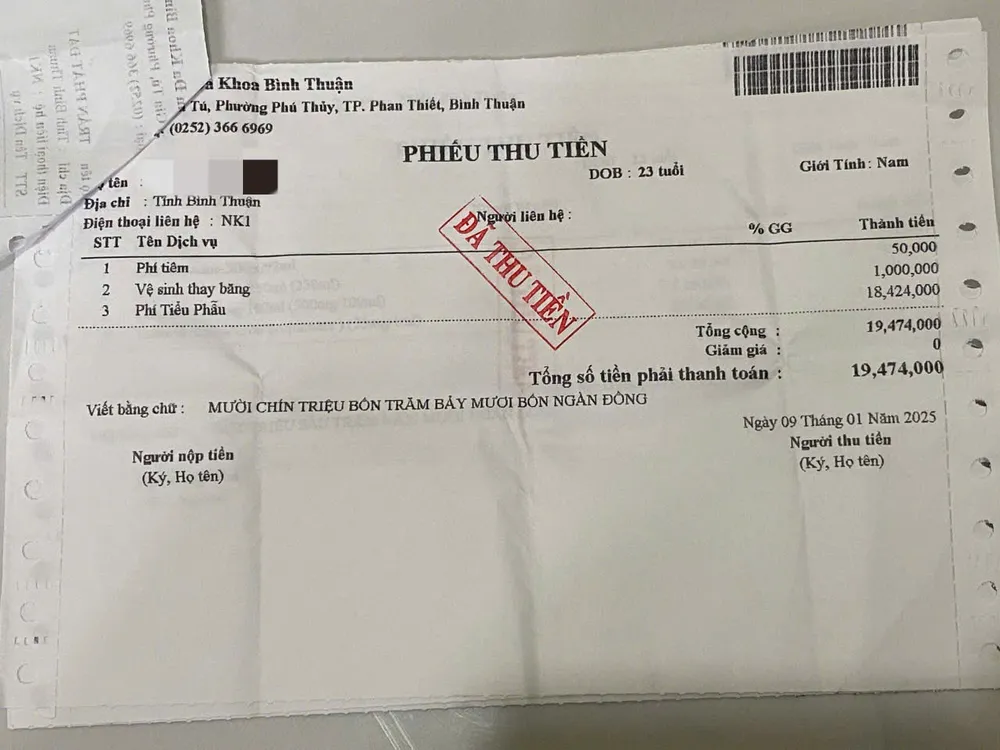 Khoa Bình Thuận
Tú, Phường Phú Thủy, TP. Phan Thiết, Bình Thuận
(0252) 366 6969
PHIẾU THU TIỀN
tên :
DOB : 23 tuổi
Giới Tính : Nam
Địa chỉ : Tỉnh Bình Thuận
Điện thoại liên hệ : NK1
Người liên hệ :
STT Tên Dịch vụ % GG Thành tiền
1 Phí tiêm 50,000
2 Vệ sinh thay băng 1,000,000
3 Phí Tiểu Phẫu 18,424,000
ĐÃ THU TIỀN
Tổng cộng : 19,474,000
Giảm giá : 0
Tổng số tiền phải thanh toán : 19,474,000
Viết bằng chữ : MƯỜI CHÍN TRIỆU BỐN TRĂM BẢY MƯƠI BỐN NGÀN ĐỒNG
Ngày 09 Tháng 01 Năm 2025
Người nộp tiền
(Ký, Họ tên)
Người thu tiền
(Ký, Họ tên)